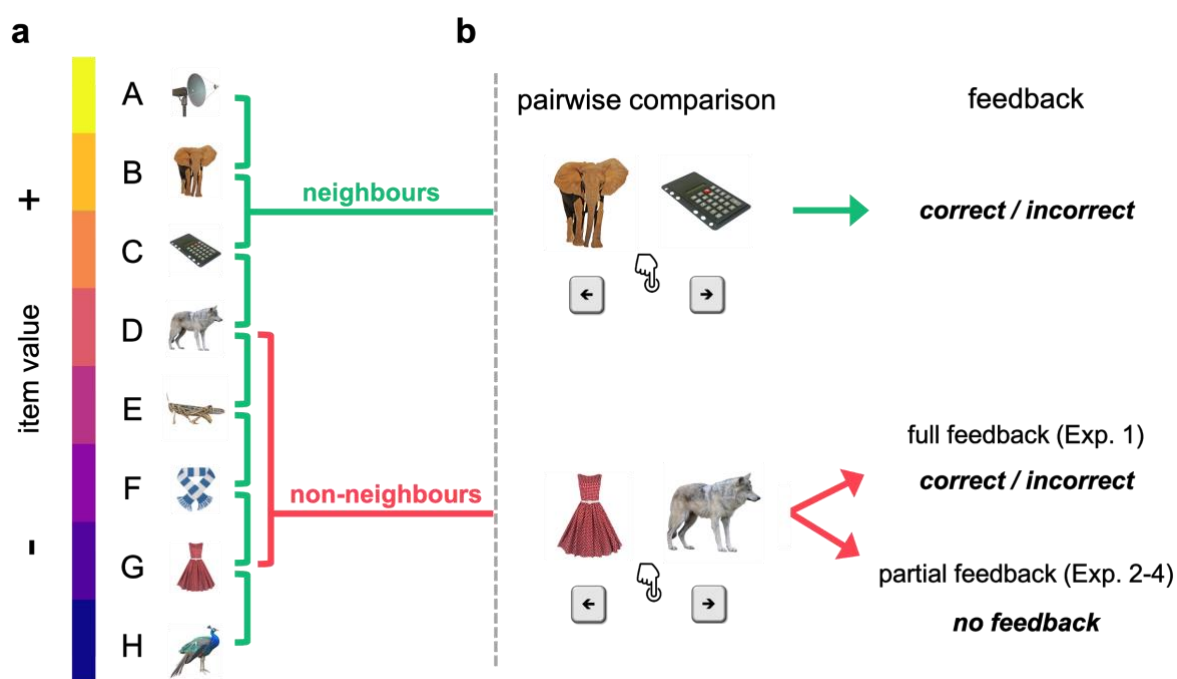 a
+
item value
-
A
B
C
D
E
F
G
H
neighbours
non-neighbours
b
pairwise comparison
feedback
correct / incorrect
full feedback (Exp. 1)
correct / incorrect
partial feedback (Exp. 2-4)
no feedback